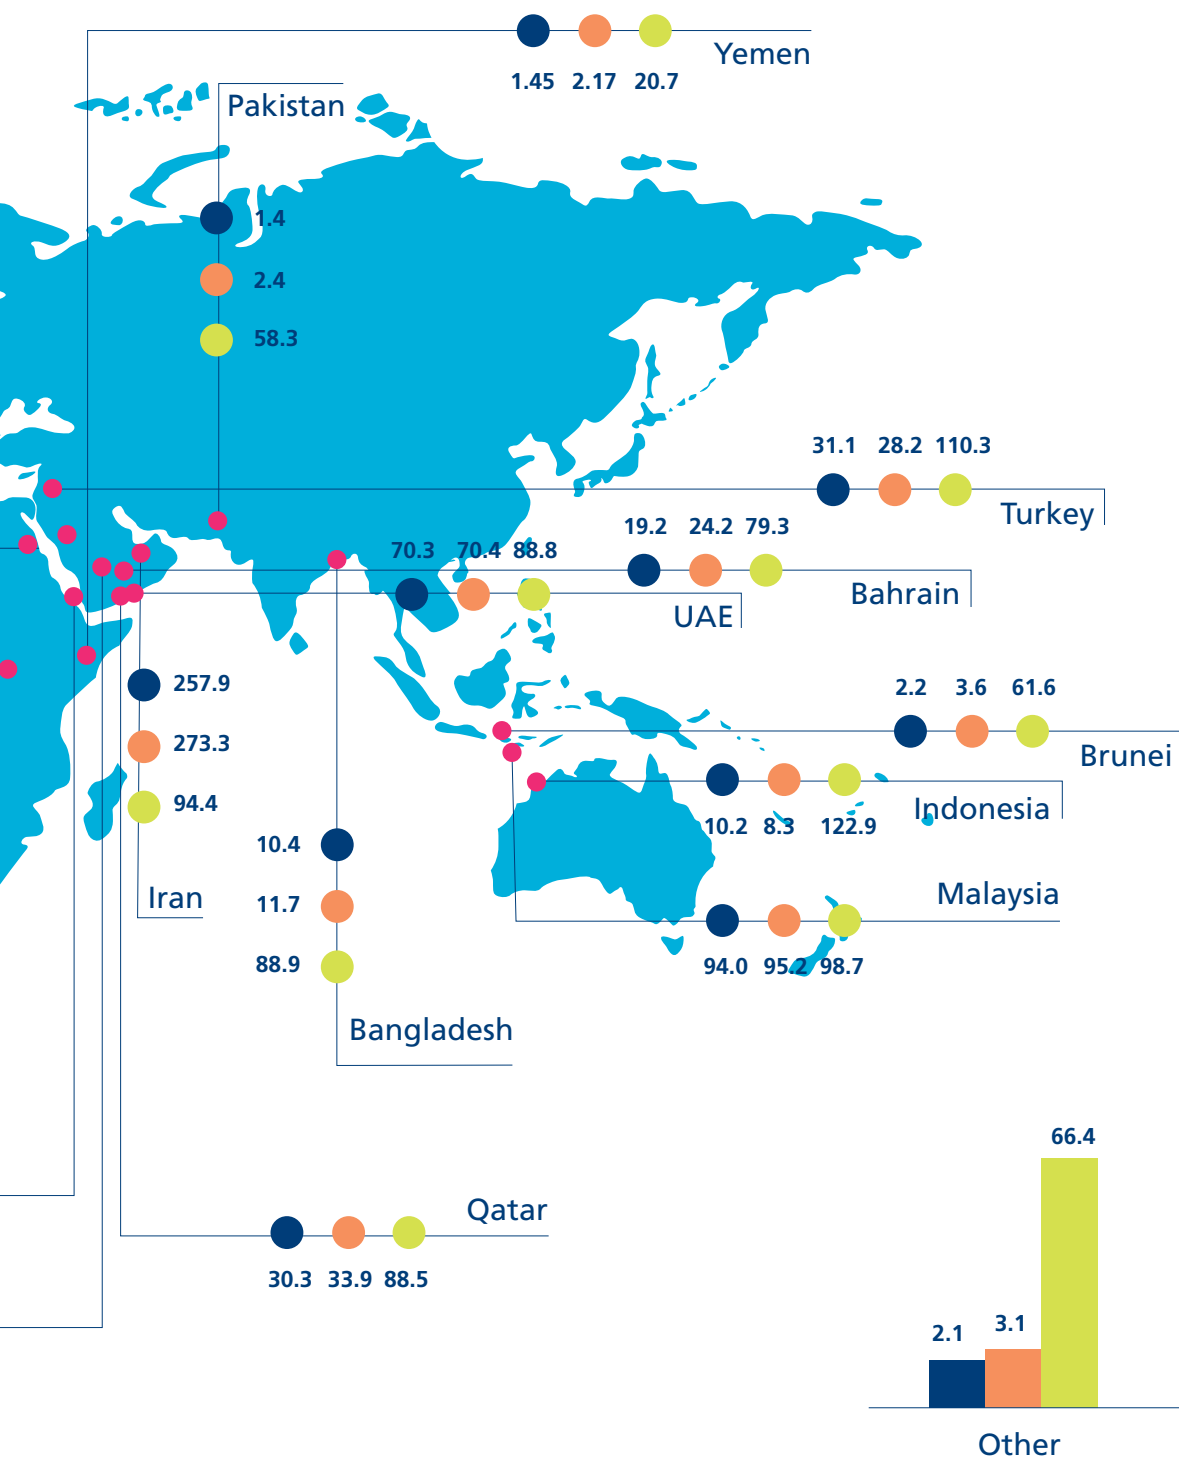 Yemen
1.45 2.17 20.7
Pakistan
1.4
2.4
58.3
31.1 28.2 110.3
Turkey
19.2 24.2 79.3
Bahrain
70.3 70.4 88.8
UAE
257.9
273.3
94.4
Iran
2.2 3.6 61.6
Brunei
Indonesia
10.2 8.3 122.9
Malaysia
94.0 95.2 98.7
10.4
11.7
88.9
Bangladesh
Qatar
30.3 33.9 88.5
66.4
3.1
2.1
Other